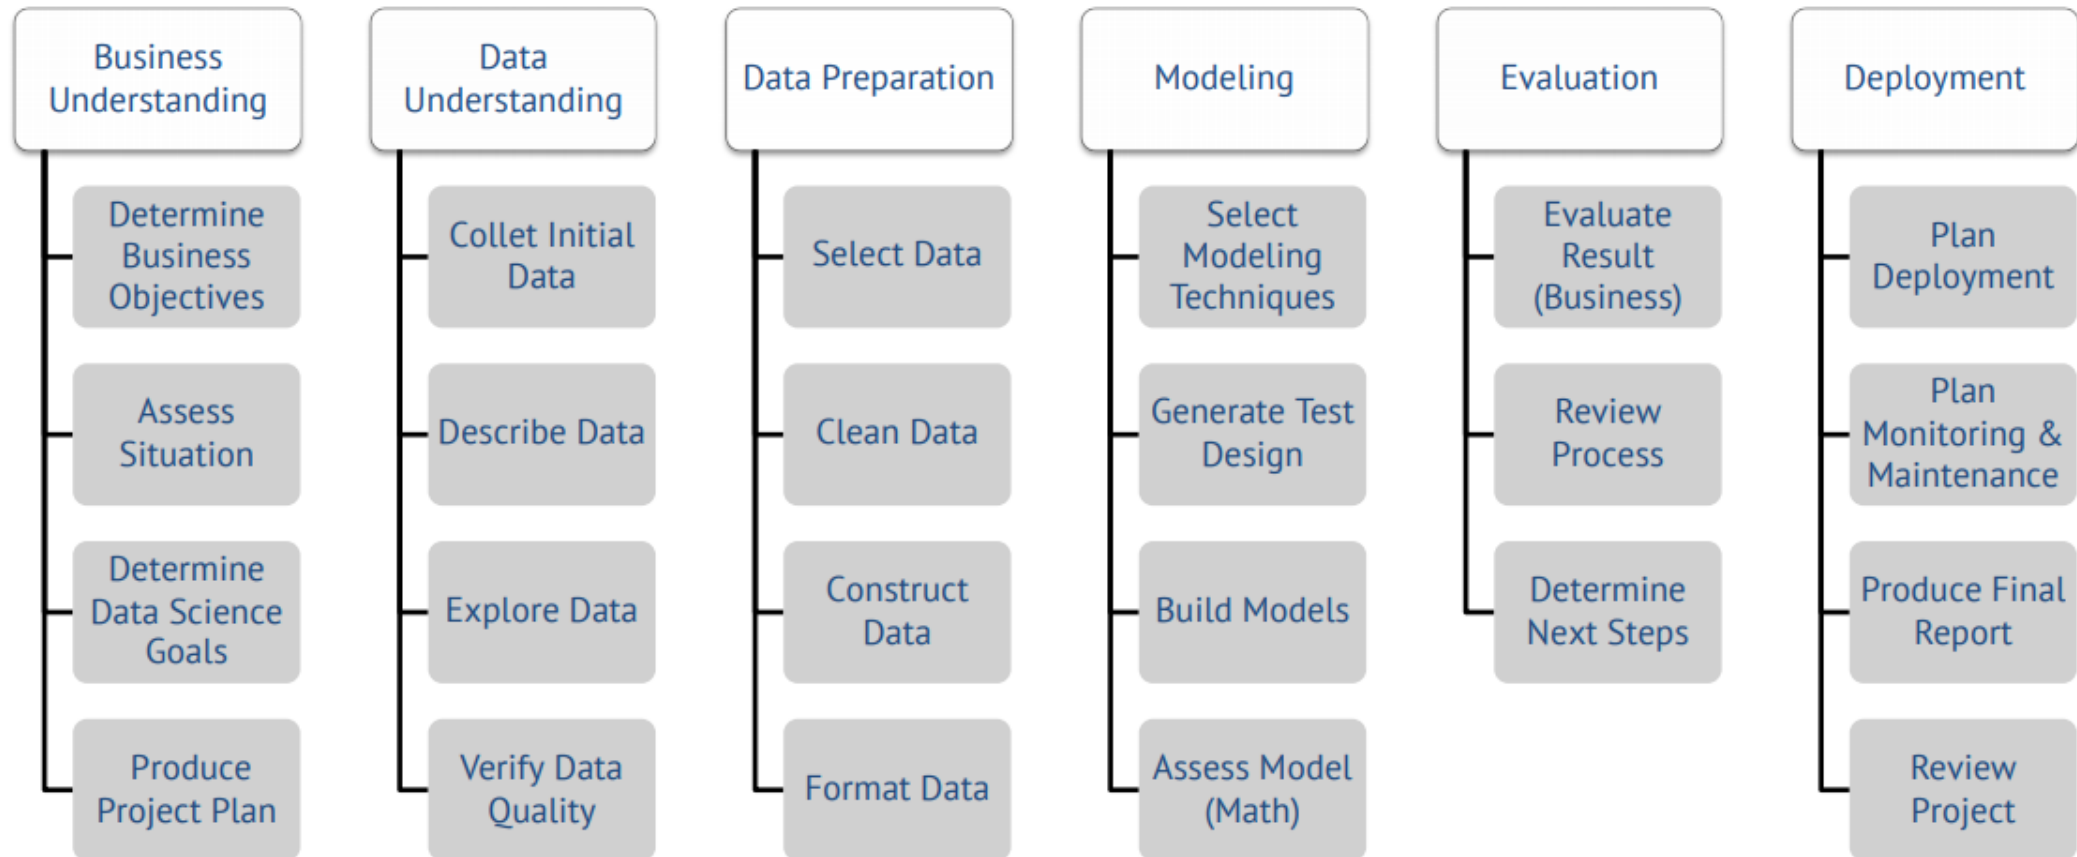 Business
Understanding
Determine
Business
Objectives
Assess
Situation
Determine
Data Science
Goals
Produce
Project Plan
Data
Understanding
Collet Initial
Data
Describe Data
Explore Data
Verify Data
Quality
Data Preparation
Select Data
Clean Data
Construct
Data
Format Data
Modeling
Select
Modeling
Techniques
Generate Test
Design
Build Models
Assess Model
(Math)
Evaluation
Evaluate
Result
(Business)
Review
Process
Determine
Next Steps
Deployment
Plan
Deployment
Plan
Monitoring &
Maintenance
Produce Final
Report
Review
Project